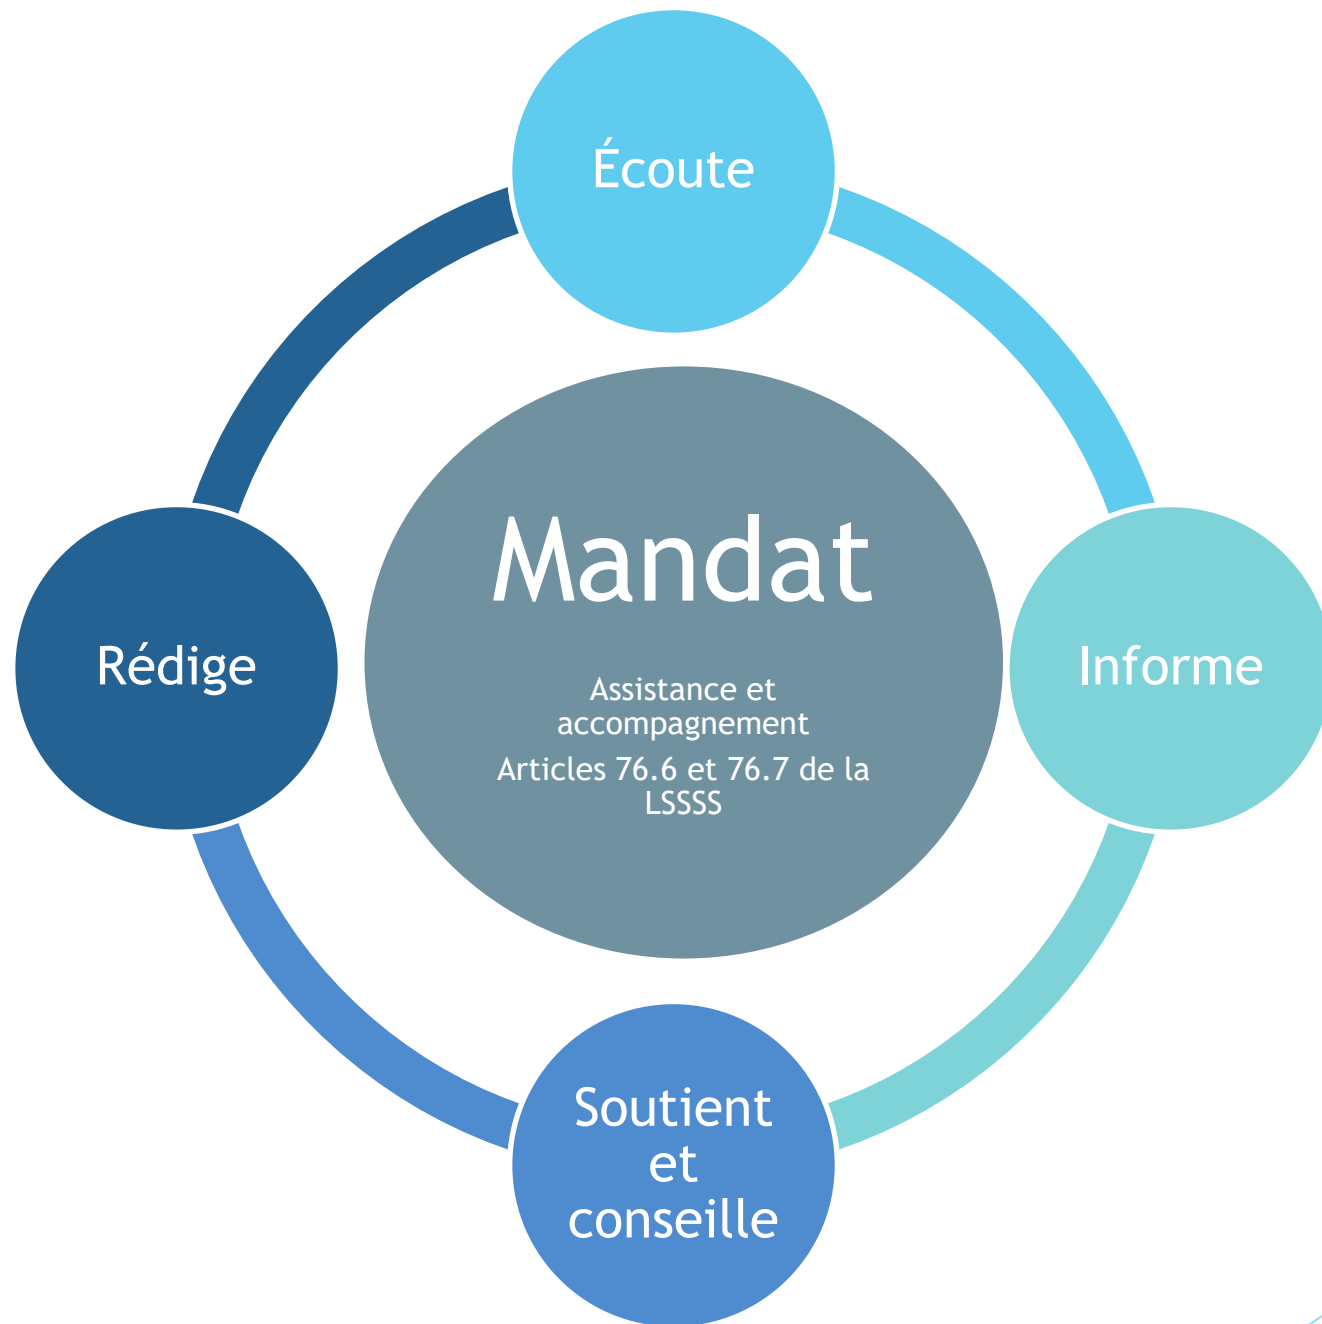 Écoute
Mandat
Assistance et
accompagnement
Articles 76.6 et 76.7 de la
LSSSS
Rédige
Informe
Soutient
et
conseille